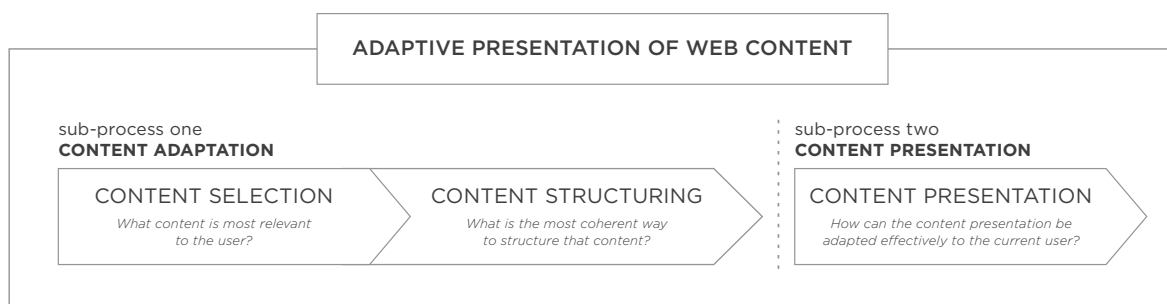 ADAPTIVE PRESENTATION OF WEB CONTENT
sub-process one
CONTENT ADAPTATION
CONTENT SELECTION
What content is most relevant
to the user?
CONTENT STRUCTURING
What is the most coherent way
to structure that content?
sub-process two
CONTENT PRESENTATION
CONTENT PRESENTATION
How can the content presentation be
adapted effectively to the current user?